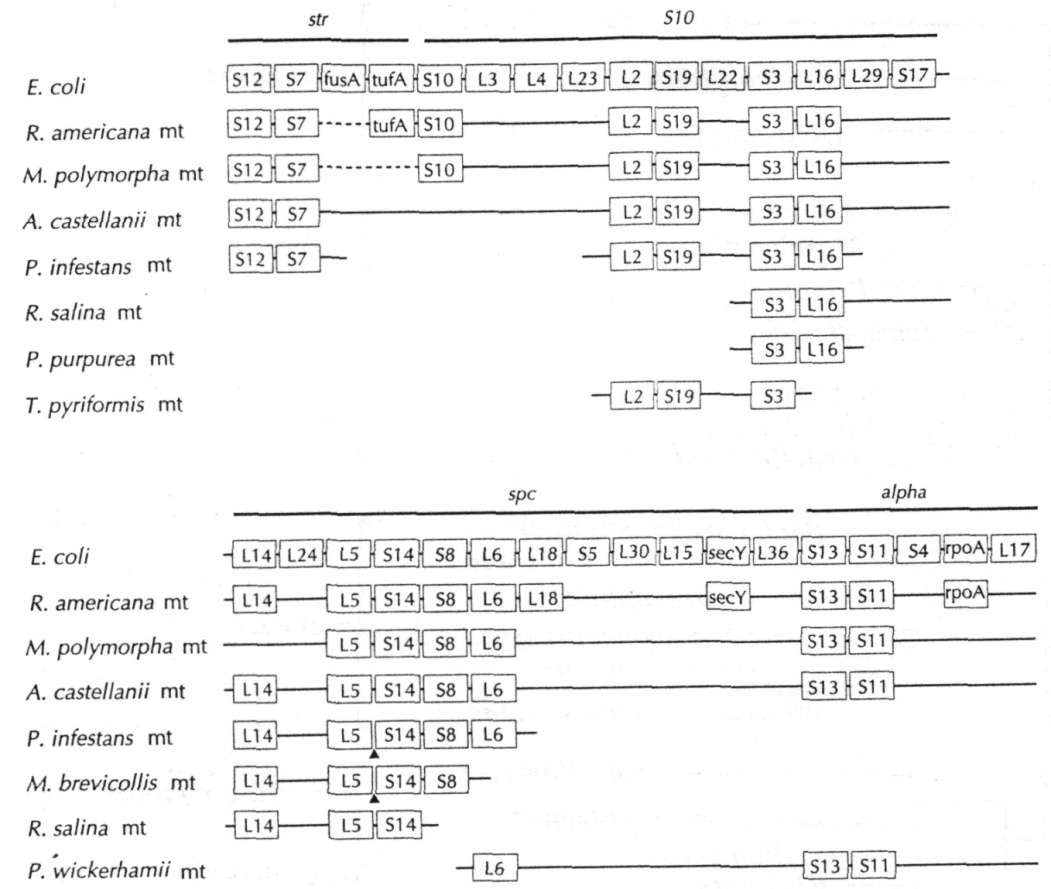 str S10
E. coli S12 S7 fusA tufA S10 L3 L4 L23 L2 S19 L22 S3 L16 L29 S17
R. americana mt S12 S7 tufA S10 L2 S19 S3 L16
M. polymorpha mt S12 S7 S10 L2 S19 S3 L16
A. castellanii mt S12 S7 L2 S19 S3 L16
P. infestans mt S12 S7 L2 S19 S3 L16
R. salina mt S3 L16
P. purpurea mt S3 L16
T. pyriformis mt L2 S19 S3
spc alpha
E. coli L14 L24 L5 S14 S8 L6 L18 S5 L30 L15 secY L36 S13 S11 S4 rpoA L17
R. americana mt L14 L5 S14 S8 L6 L18 secY S13 S11 rpoA
M. polymorpha mt L5 S14 S8 L6 S13 S11
A. castellanii mt L14 L5 S14 S8 L6 S13 S11
P. infestans mt L14 L5 S14 S8 L6
M. brevicollis mt L14 L5 S14 S8
R. salina mt L14 L5 S14
P. wickerhamii mt L6 S13 S11